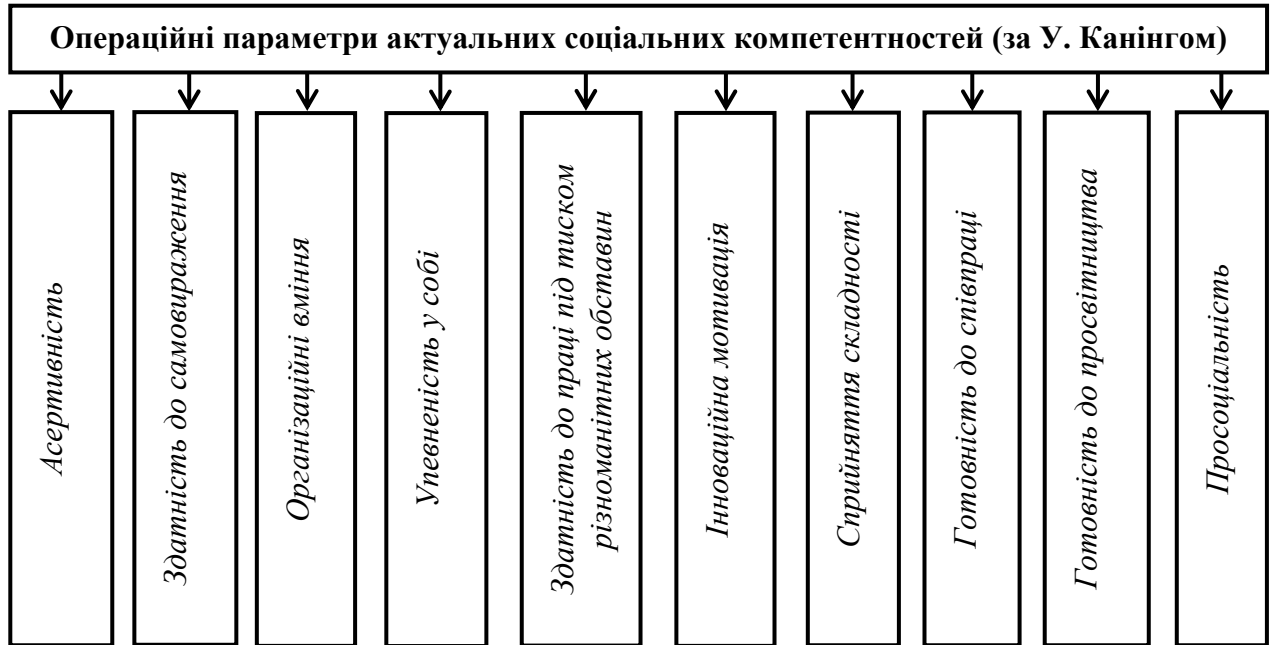 Операційні параметри актуальних соціальних компетентностей (за У. Канінгом)
Асертивність
Здатність до самовираження
Організаційні вміння
Упевненість у собі
Здатність до праці під тиском
різноманітних обставин
Інноваційна мотивація
Сприйняття складності
Готовність до співпраці
Готовність до просвітництва
Просоціальність